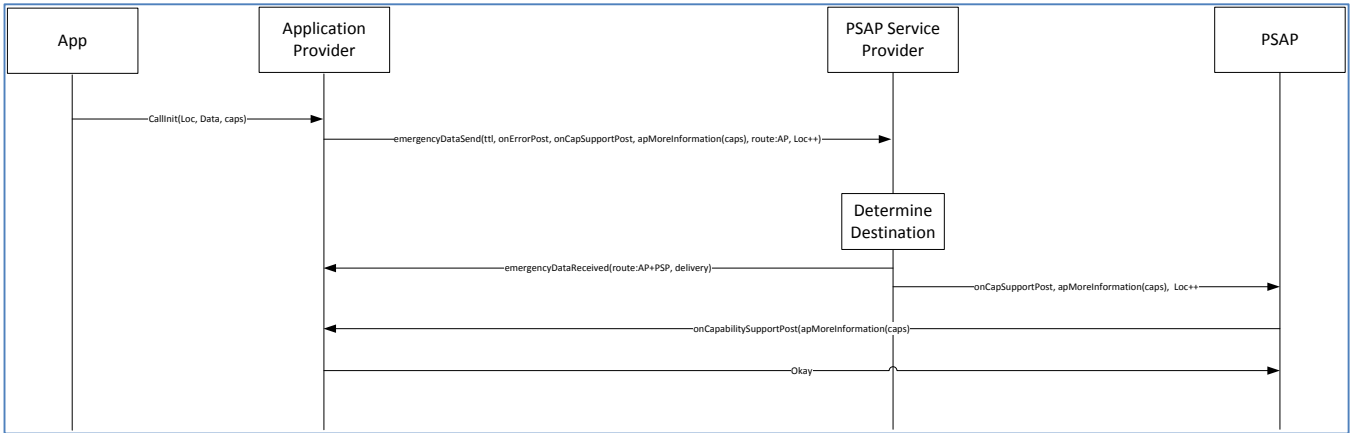 App
Application
Provider
PSAP Service
Provider
PSAP
CallInit(Loc, Data, caps)
emergencyDataSend(ttl, onErrorPost, onCapSupportPost, apMoreInformation(caps), route:AP, Loc++)
Determine
Destination
emergencyDataReceived(route:AP+PSP, delivery)
onCapSupportPost, apMoreInformation(caps), Loc++
onCapabilitySupportPost(apMoreInformation(caps)
Okay